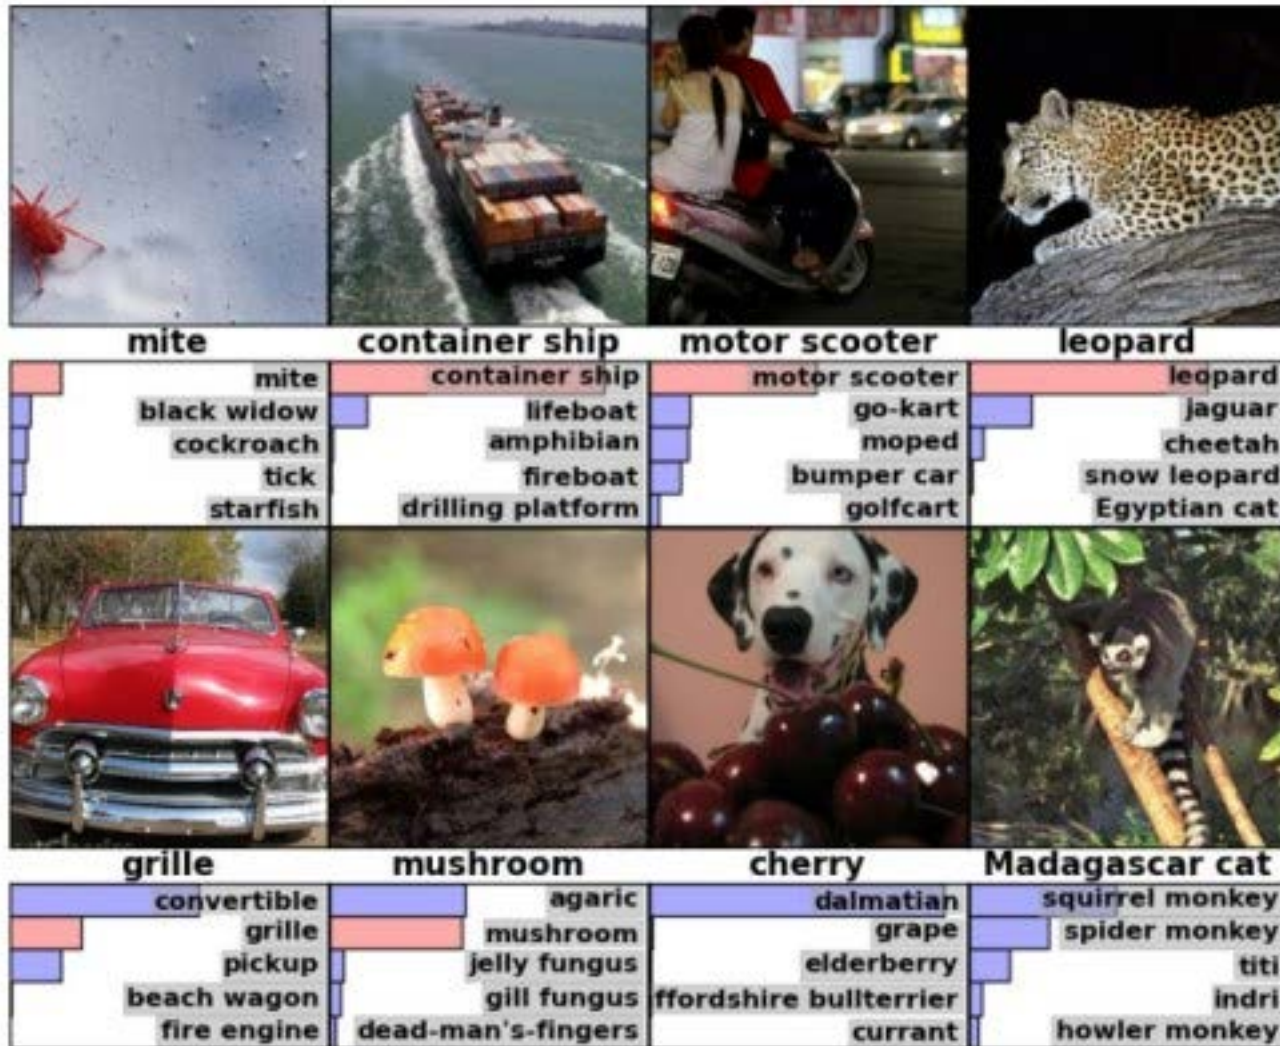 mite
container ship
motor scooter
leopard
mite
black widow
cockroach
tick
starfish
container ship
lifeboat
amphibian
fireboat
drilling platform
motor scooter
go-kart
moped
bumper car
golfcart
leopard
jaguar
cheetah
snow leopard
Egyptian cat
grille
mushroom
cherry
Madagascar cat
convertible
grille
pickup
beach wagon
fire engine
agaric
mushroom
jelly fungus
gill fungus
dead-man's-fingers
dalmatian
grape
elderberry
ffordshire bullterrier
currant
squirrel monkey
spider monkey
titi
indri
howler monkey